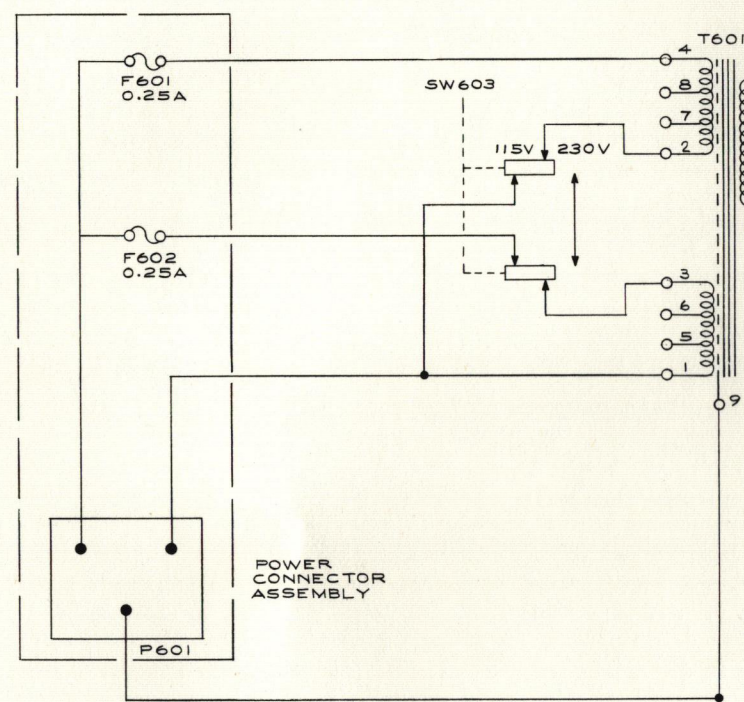 T601
4
F601
0.25A
8
SW603
7
115V 230V
2
F602
0.25A
3
6
5
1
9
POWER
CONNECTOR
ASSEMBLY
P601